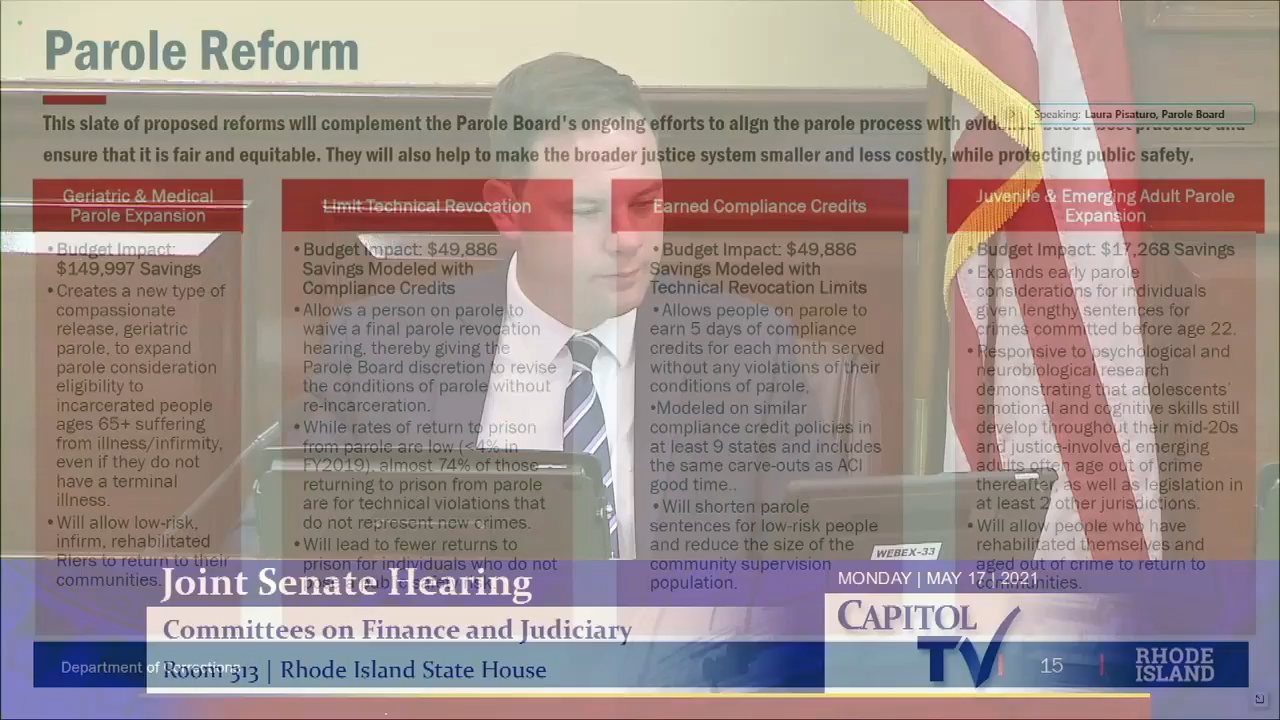 Parole Reform
This slate of proposed reforms will complement the Parole Board's ongoing efforts to align the parole process with evidence-based best practices and
Speaking: Laura Pisaturo, Parole Board
ensure that it is fair and equitable. They will also help to make the broader justice system smaller and less costly, while protecting public safety.
Geriatric & Medical
Parole Expansion
•Budget Impact:
$149,997 Savings
•Creates a new type of
compassionate
release, geriatric
parole, to expand
parole consideration
eligibility to
incarcerated people
ages 65+ suffering
from illness/infirmity,
even if they do not
have a terminal
illness.
•Will allow low-risk,
infirm, rehabilitated
RIers to return to their
communities.
Limit Technical Revocation
•Budget Impact: $49,886
Savings Modeled with
Compliance Credits
•Allows a person on parole to
waive a final parole revocation
hearing, thereby giving the
Parole Board discretion to revise
the conditions of parole without
re-incarceration.
•While rates of return to prison
from parole are low (<4% in
FY2019), almost 74% of those
returning to prison from parole
are for technical violations that
do not represent new crimes.
•Will lead to fewer returns to
prison for individuals who do not
Earned Compliance Credits
•Budget Impact: $49,886
Savings Modeled with
Technical Revocation Limits
•Allows people on parole to
earn 5 days of compliance
credits for each month served
without any violations of their
conditions of parole,
•Modeled on similar
compliance credit policies in
at least 9 states and includes
the same carve-outs as ACI
good time..
•Will shorten parole
sentences for low-risk people
and reduce the size of the
community supervision
population.
Juvenile & Emerging Adult Parole
Expansion
•Budget Impact: $17,268 Savings
•Expands early parole
considerations for individuals
given lengthy sentences for
crimes committed before age 22.
•Responsive to psychological and
neurobiological research
demonstrating that adolescents'
emotional and cognitive skills still
develop throughout their mid-20s
and justice-involved emerging
adults often age out of crime
thereafter, as well as legislation in
at least 2 other jurisdictions.
•Will allow people who have
rehabilitated themselves and
aged out of crime to return to
communities.
WEBEX-33
Joint Senate Hearing
MONDAY | MAY 17 | 2021
Committees on Finance and Judiciary
CAPITOL
TV
Department of Corrections
Room 313 | Rhode Island State House
15
RHODE
ISLAND